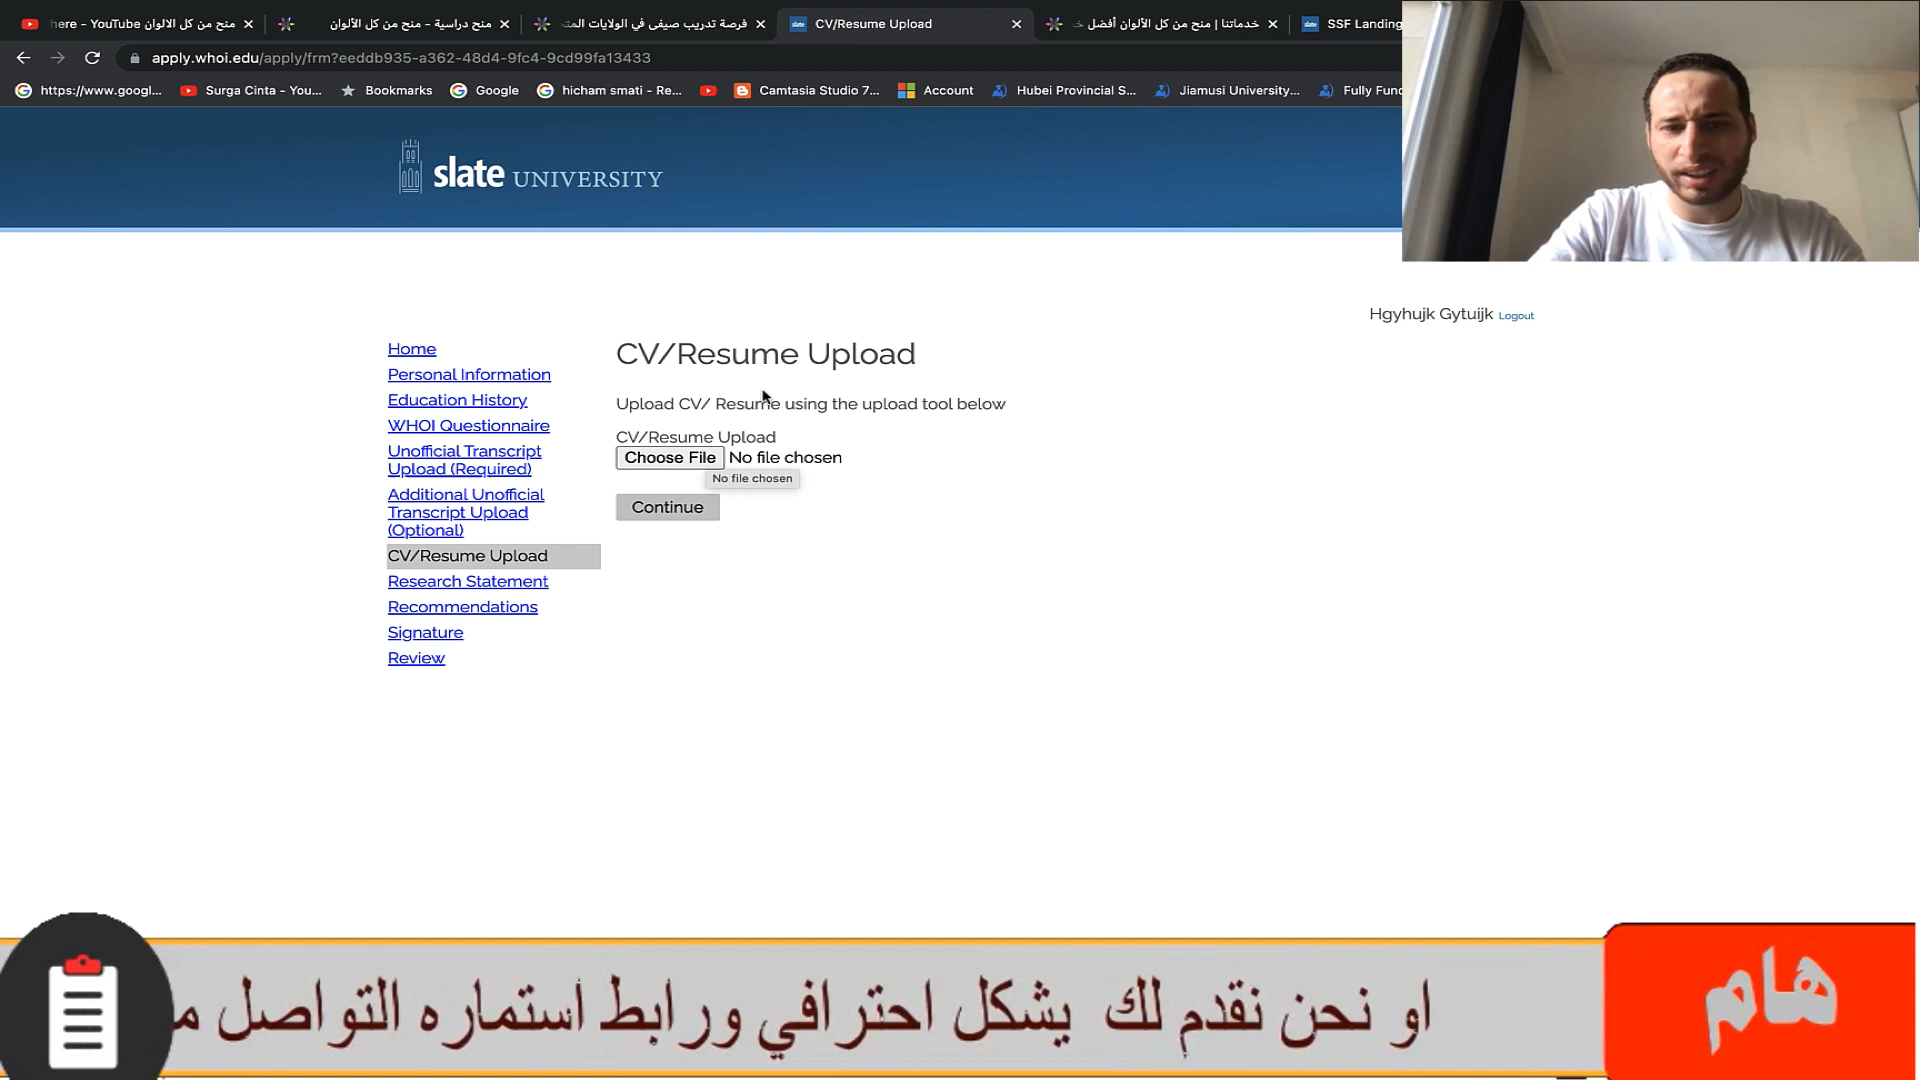 here - YouTube منح من كل الالوان
منح دراسية - منح من كل الألوان
فرصة تدريب صيفى في الولايات المت
CV/Resume Upload
خدماتنا | منح من كل الألوان أفضل خ
SSF Landing
apply.whoi.edu/apply/frm?eeddb935-a362-48d4-9fc4-9cd99fa13433
https://www.googl...
Surga Cinta - You...
Bookmarks
Google
hicham smati - Re...
Camtasia Studio 7...
Account
Hubei Provincial S...
Jiamusi University...
Fully Func
slate UNIVERSITY
Hgyhujk Gytuijk Logout
Home
Personal Information
Education History
WHOI Questionnaire
Unofficial Transcript
Upload (Required)
Additional Unofficial
Transcript Upload
(Optional)
CV/Resume Upload
Research Statement
Recommendations
Signature
Review
CV/Resume Upload
Upload CV/ Resume using the upload tool below
CV/Resume Upload
Choose File No file chosen
No file chosen
Continue
هام
او نحن نقدم لك يشكل احترافي ورابط استماره التواصل م